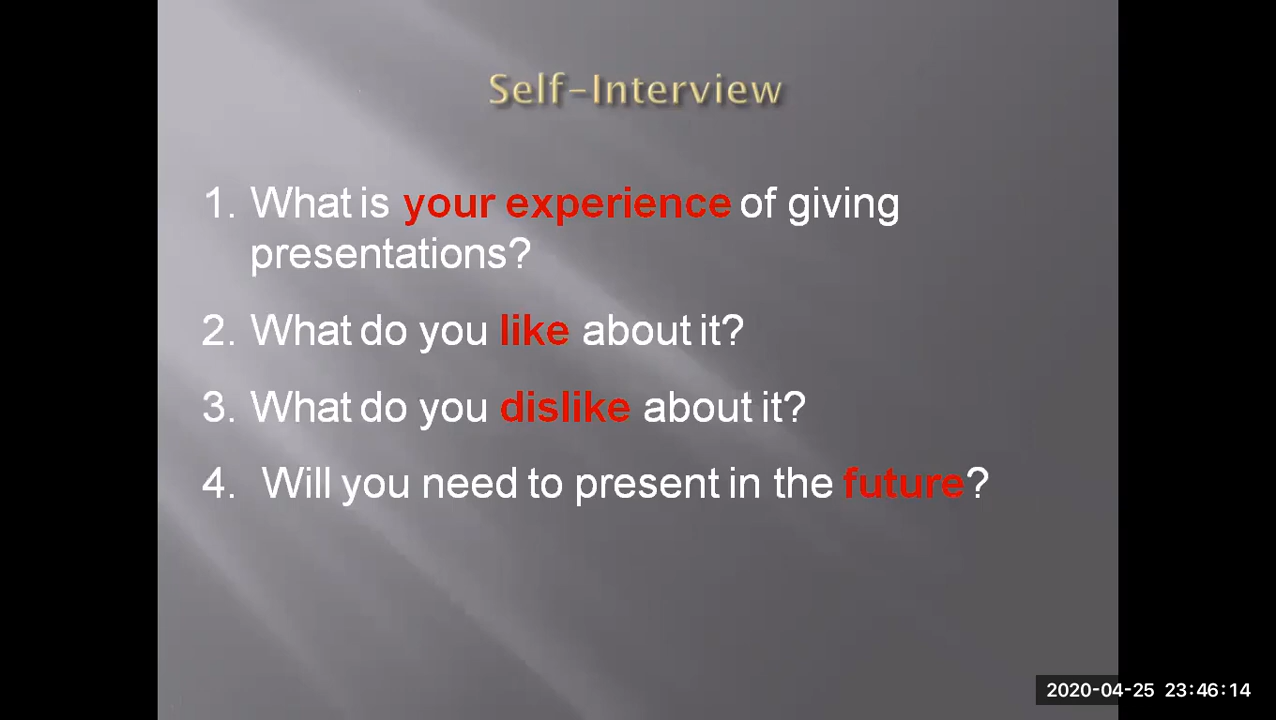 Self-Interview
1. What is your experience of giving
presentations?
2. What do you like about it?
3. What do you dislike about it?
4. Will you need to present in the future?
2020-04-25 23:46:14